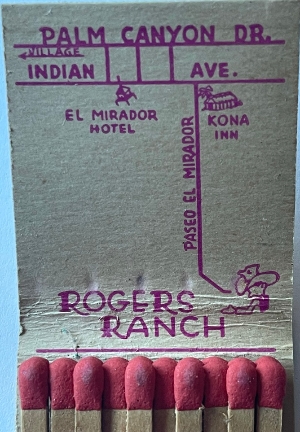 PALM CANYON DR.
VILLAGE
INDIAN AVE.
EL MIRADOR
HOTEL
KONA
INN
PASEO EL MIRADOR
ROGERS
RANCH